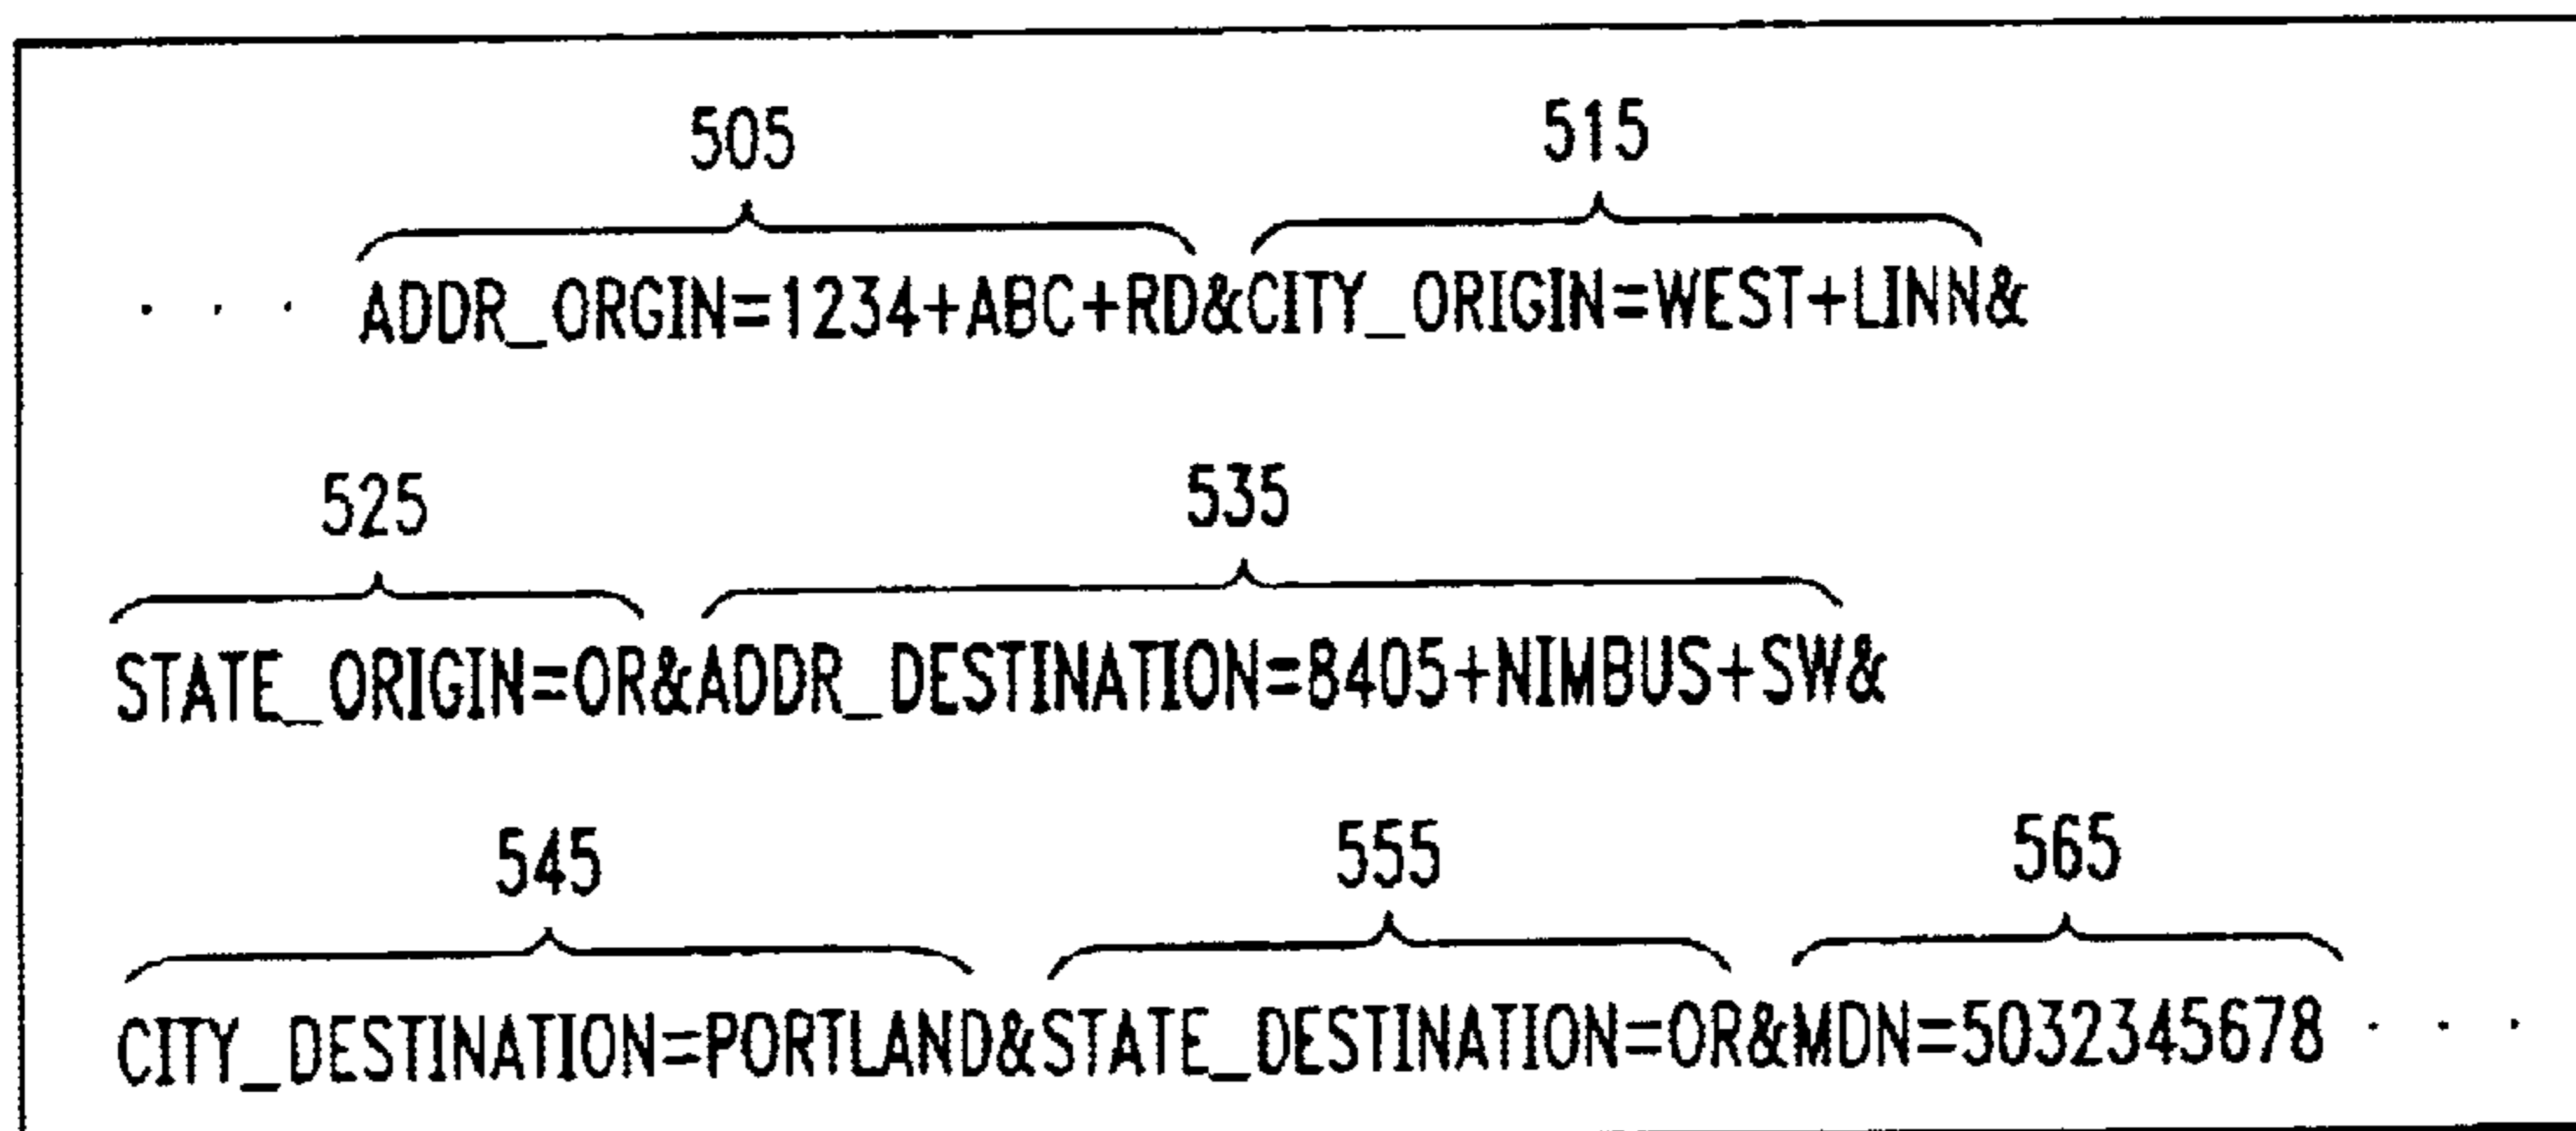 505 515
. . . ADDR_ORGIN=1234+ABC+RD&CITY_ORIGIN=WEST+LINN&
525 535
STATE_ORIGIN=OR&ADDR_DESTINATION=8405+NIMBUS+SW&
545 555 565
CITY_DESTINATION=PORTLAND&STATE_DESTINATION=OR&MDN=5032345678 . . .